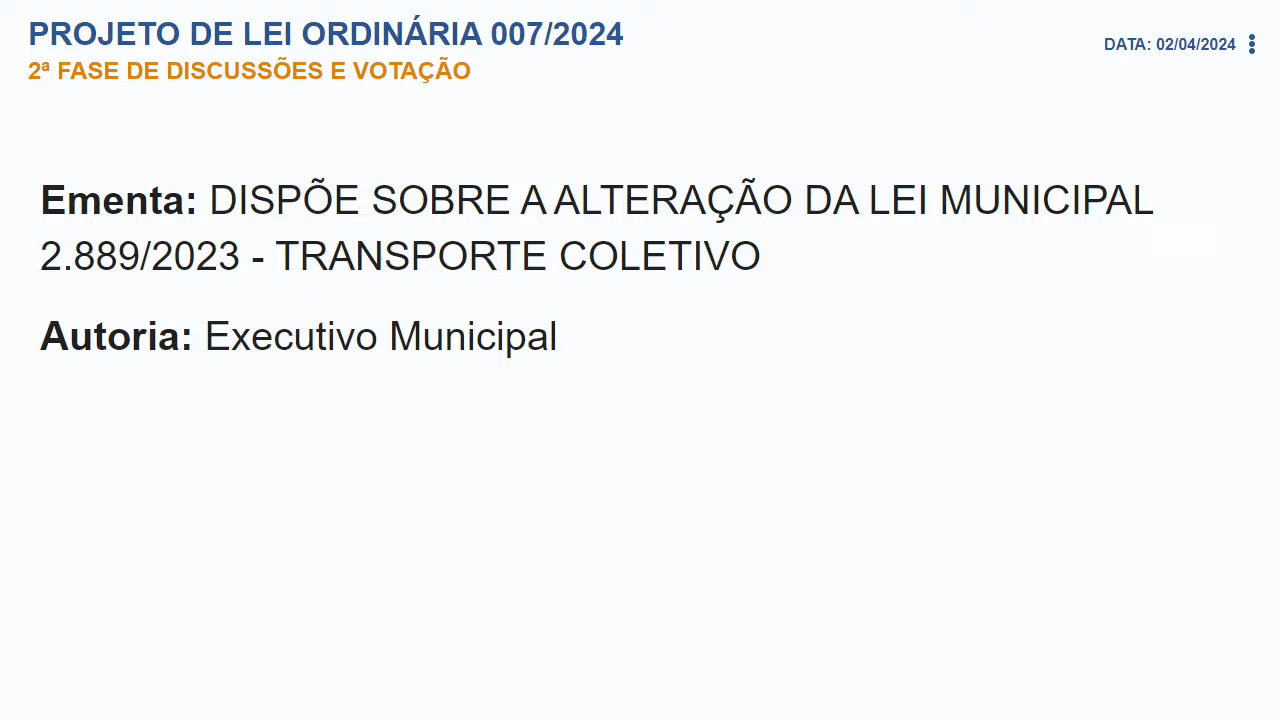 PROJETO DE LEI ORDINÁRIA 007/2024
DATA: 02/04/2024
2ª FASE DE DISCUSSÕES E VOTAÇÃO
Ementa: DISPÕE SOBRE A ALTERAÇÃO DA LEI MUNICIPAL
2.889/2023 - TRANSPORTE COLETIVO
Autoria: Executivo Municipal